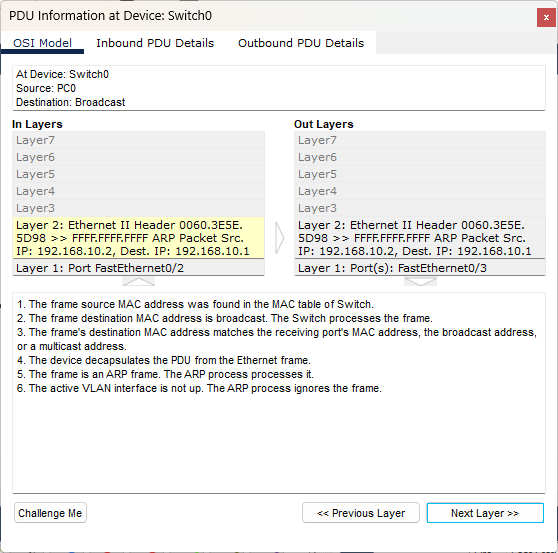 PDU Information at Device: Switch0
x
OSI Model
Inbound PDU Details
Outbound PDU Details
At Device: Switch0
Source: PC0
Destination: Broadcast
In Layers
Layer7
Layer6
Layer5
Layer4
Layer3
Layer 2: Ethernet II Header 0060.3E5E.
5D98 >> FFFF.FFFF.FFFF ARP Packet Src.
IP: 192.168.10.2, Dest. IP: 192.168.10.1
Layer 1: Port FastEthernet0/2
Out Layers
Layer7
Layer6
Layer5
Layer4
Layer3
Layer 2: Ethernet II Header 0060.3E5E.
5D98 >> FFFF.FFFF.FFFF ARP Packet Src.
IP: 192.168.10.2, Dest. IP: 192.168.10.1
Layer 1: Port(s): FastEthernet0/3
1. The frame source MAC address was found in the MAC table of Switch.
2. The frame destination MAC address is broadcast. The Switch processes the frame.
3. The frame's destination MAC address matches the receiving port's MAC address, the broadcast address,
or a multicast address.
4. The device decapsulates the PDU from the Ethernet frame.
5. The frame is an ARP frame. The ARP process processes it.
6. The active VLAN interface is not up. The ARP process ignores the frame.
Challenge Me
<< Previous Layer
Next Layer >>